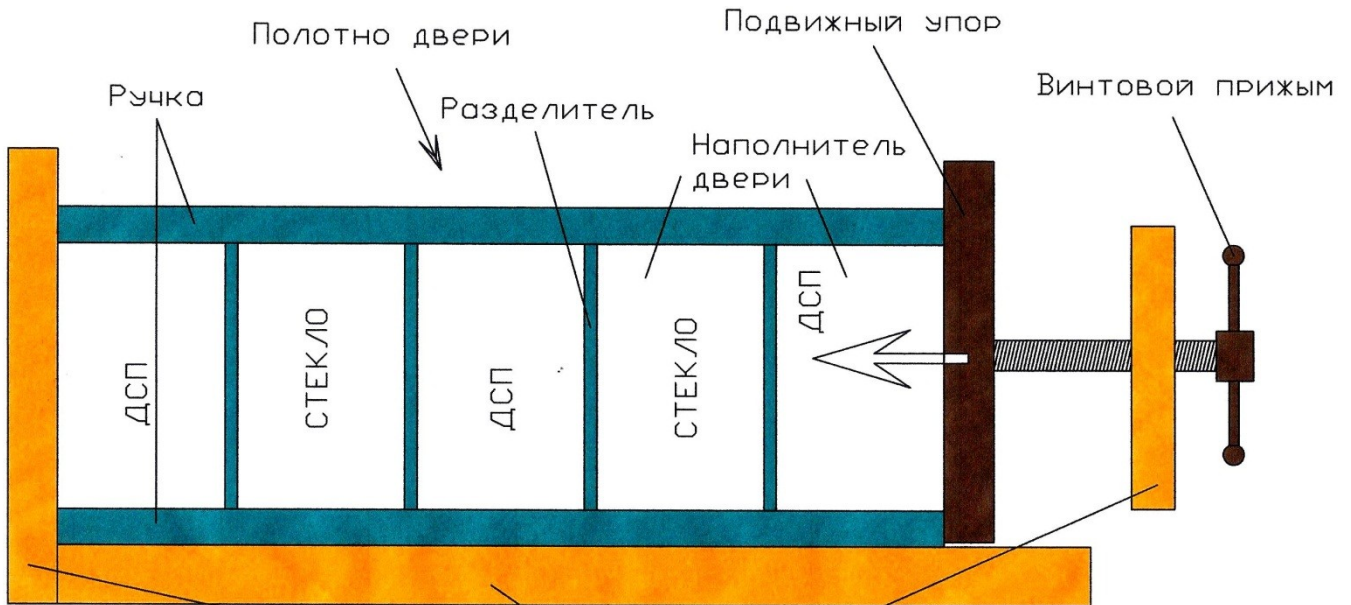 Подвижный упор
Полотно двери
Винтовой прижым
Ручка
Разделитель
Наполнитель
двери
ДСП
СТЕКЛО
ДСП
СТЕКЛО
ДСП